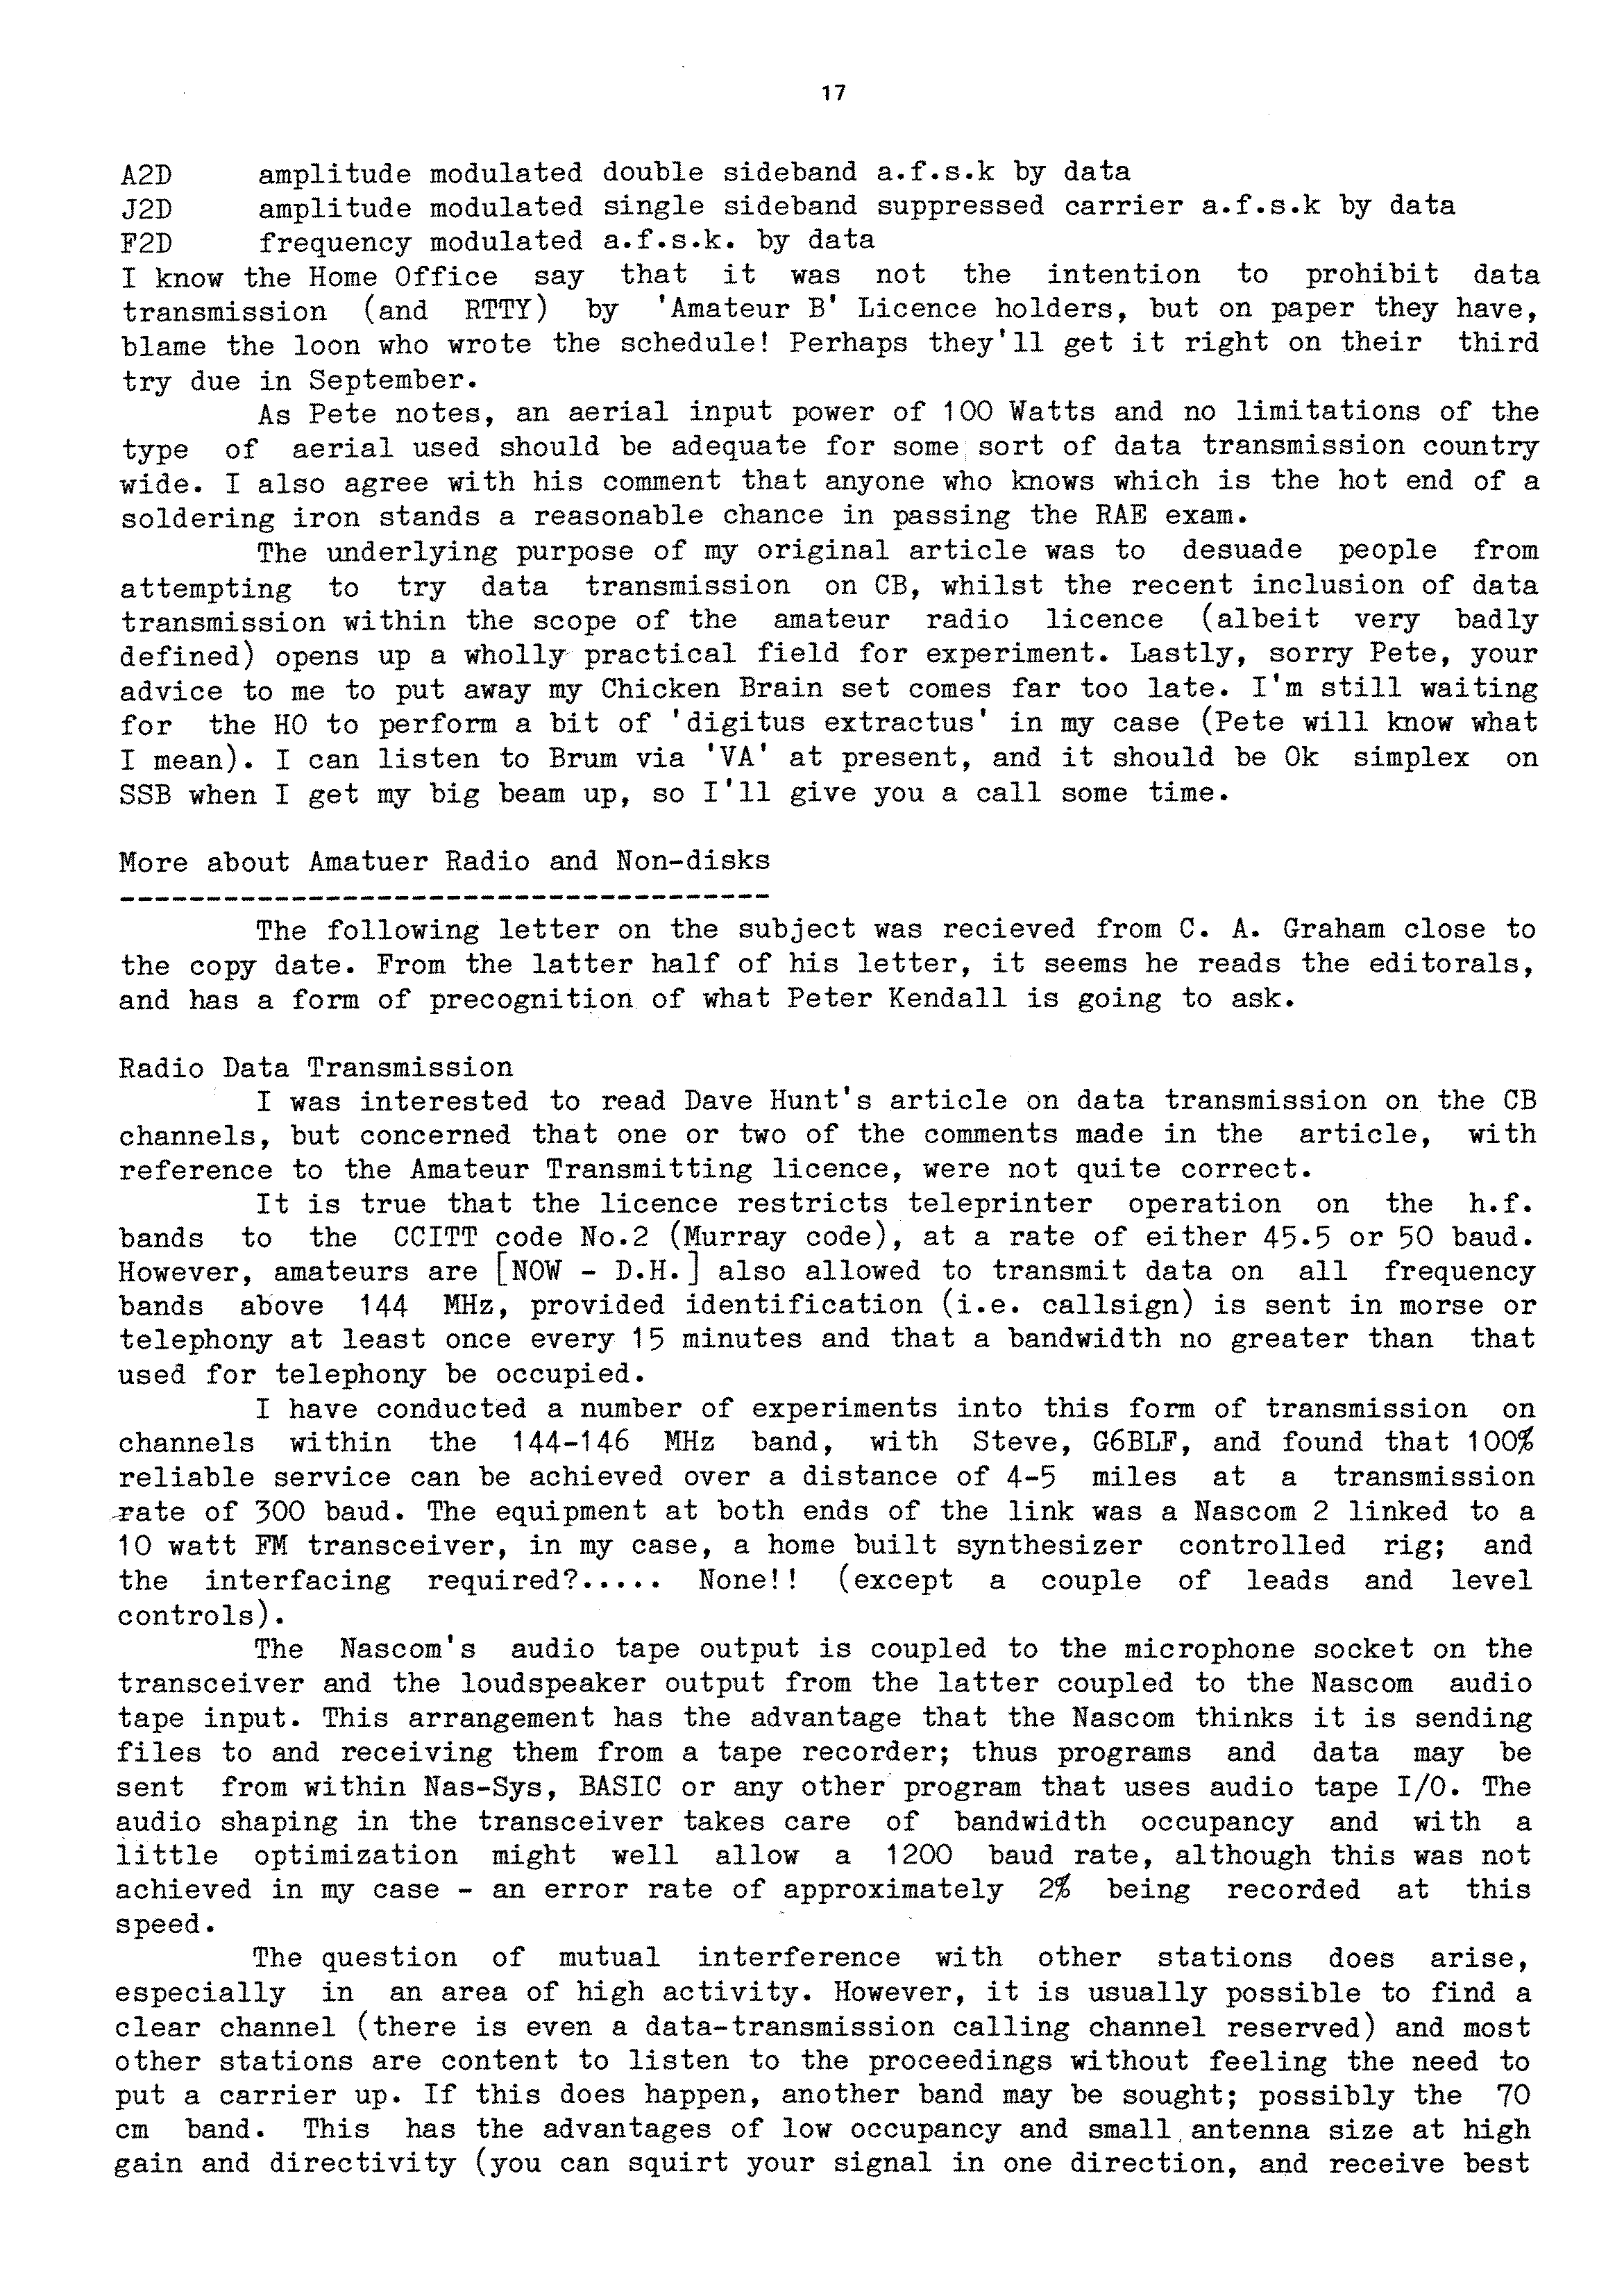 17
A2D amplitude modulated double sideband a.f.s.k by data
J2D amplitude modulated single sideband suppressed carrier a.f.s.k by data
F2D frequency modulated a.f.s.k. by data
I know the Home Office say that it was not the intention to prohibit data
transmission (and RTTY) by 'Amateur B' Licence holders, but on paper they have,
blame the loon who wrote the schedule! Perhaps they'll get it right on their third
try due in September.
As Pete notes, an aerial input power of 100 Watts and no limitations of the
type of aerial used should be adequate for some sort of data transmission country
wide. I also agree with his comment that anyone who knows which is the hot end of a
soldering iron stands a reasonable chance in passing the RAE exam.
The underlying purpose of my original article was to desuade people from
attempting to try data transmission on CB, whilst the recent inclusion of data
transmission within the scope of the amateur radio licence (albeit very badly
defined) opens up a wholly practical field for experiment. Lastly, sorry Pete, your
advice to me to put away my Chicken Brain set comes far too late. I'm still waiting
for the HO to perform a bit of 'digitus extractus' in my case (Pete will know what
I mean). I can listen to Brum via 'VA' at present, and it should be Ok simplex on
SSB when I get my big beam up, so I'll give you a call some time.
More about Amatuer Radio and Non-disks
--------------------------------------
The following letter on the subject was recieved from C. A. Graham close to
the copy date. From the latter half of his letter, it seems he reads the editorals,
and has a form of precognition of what Peter Kendall is going to ask.
Radio Data Transmission
I was interested to read Dave Hunt's article on data transmission on the CB
channels, but concerned that one or two of the comments made in the article, with
reference to the Amateur Transmitting licence, were not quite correct.
It is true that the licence restricts teleprinter operation on the h.f.
bands to the CCITT code No.2 (Murray code), at a rate of either 45.5 or 50 baud.
However, amateurs are [NOW - D.H.] also allowed to transmit data on all frequency
bands above 144 MHz, provided identification (i.e. callsign) is sent in morse or
telephony at least once every 15 minutes and that a bandwidth no greater than that
used for telephony be occupied.
I have conducted a number of experiments into this form of transmission on
channels within the 144-146 MHz band, with Steve, G6BLF, and found that 100%
reliable service can be achieved over a distance of 4-5 miles at a transmission
rate of 300 baud. The equipment at both ends of the link was a Nascom 2 linked to a
10 watt FM transceiver, in my case, a home built synthesizer controlled rig; and
the interfacing required?..... None!! (except a couple of leads and level
controls).
The Nascom's audio tape output is coupled to the microphone socket on the
transceiver and the loudspeaker output from the latter coupled to the Nascom audio
tape input. This arrangement has the advantage that the Nascom thinks it is sending
files to and receiving them from a tape recorder; thus programs and data may be
sent from within Nas-Sys, BASIC or any other program that uses audio tape I/O. The
audio shaping in the transceiver takes care of bandwidth occupancy and with a
little optimization might well allow a 1200 baud rate, although this was not
achieved in my case - an error rate of approximately 2% being recorded at this
speed.
The question of mutual interference with other stations does arise,
especially in an area of high activity. However, it is usually possible to find a
clear channel (there is even a data-transmission calling channel reserved) and most
other stations are content to listen to the proceedings without feeling the need to
put a carrier up. If this does happen, another band may be sought; possibly the 70
cm band. This has the advantages of low occupancy and small antenna size at high
gain and directivity (you can squirt your signal in one direction, and receive best